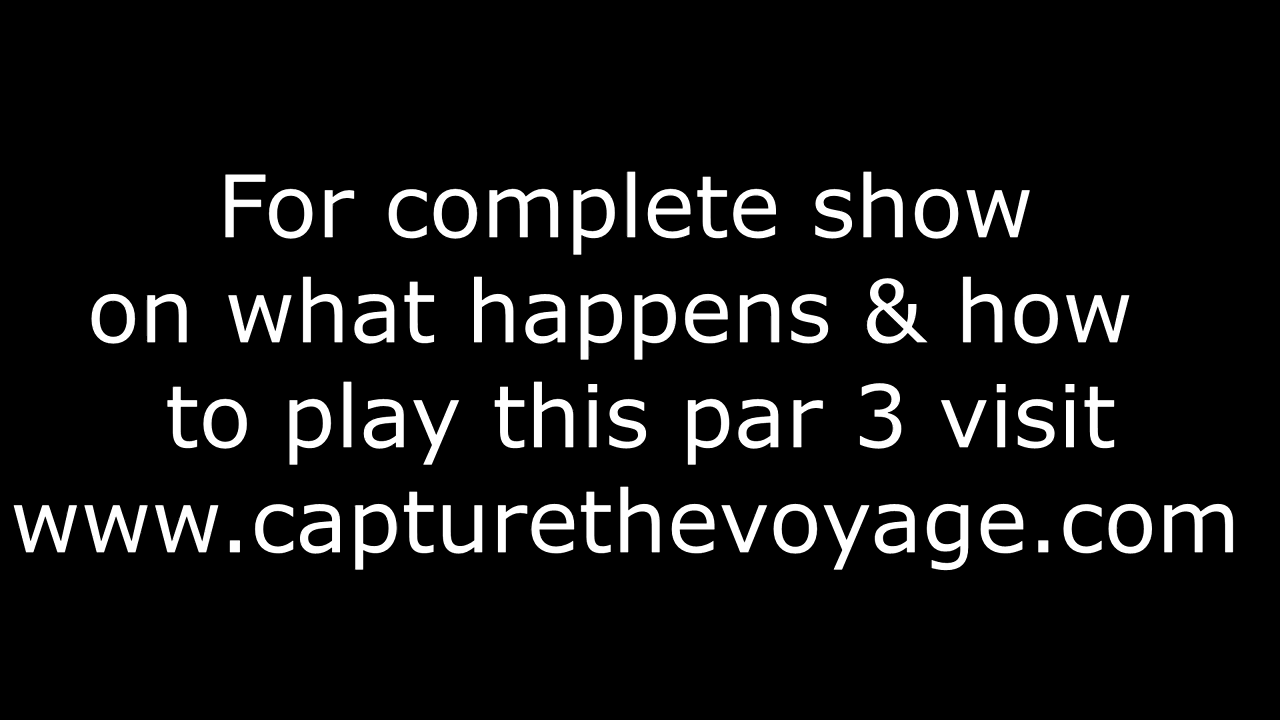 For complete show
on what happens & how
to play this par 3 visit
www.capturethevoyage.com